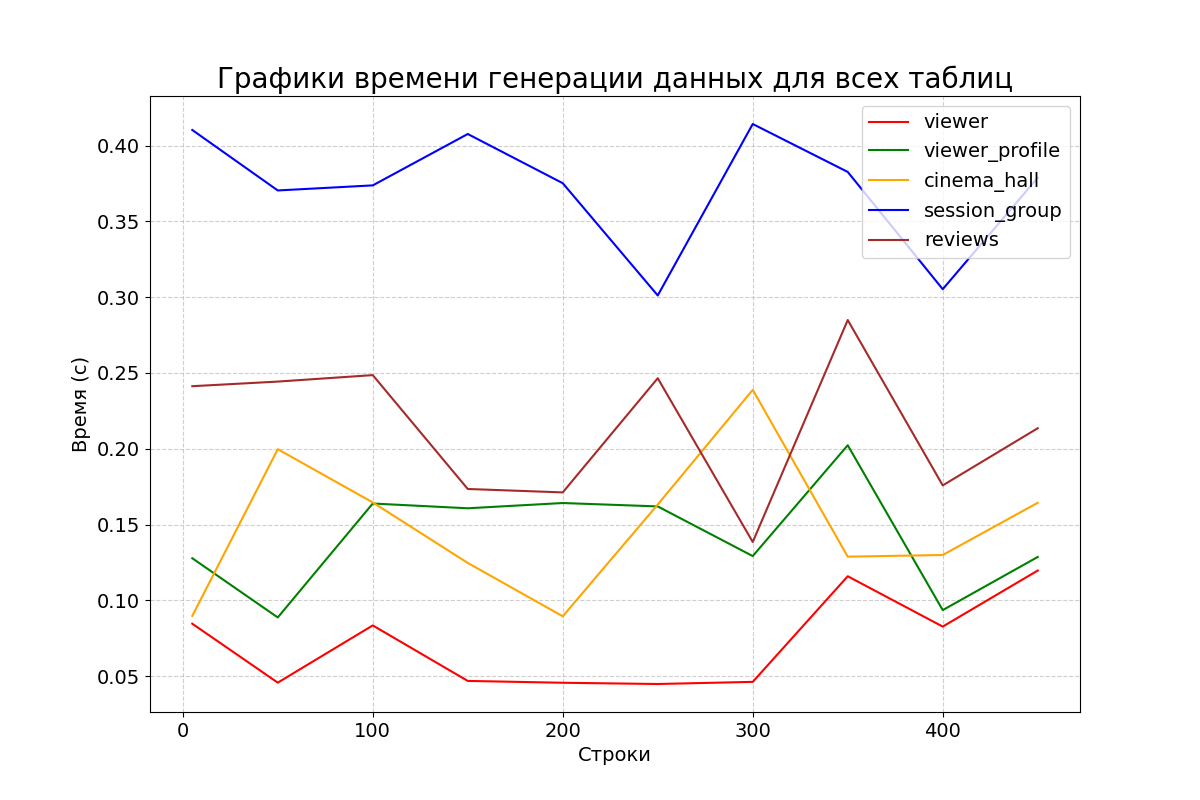 Графики времени генерации данных для всех таблиц
viewer
viewer_profile
cinema_hall
session_group
reviews
0.40
0.35
0.30
0.25
0.20
0.15
0.10
0.05
Время (с)
0 100 200 300 400
Строки